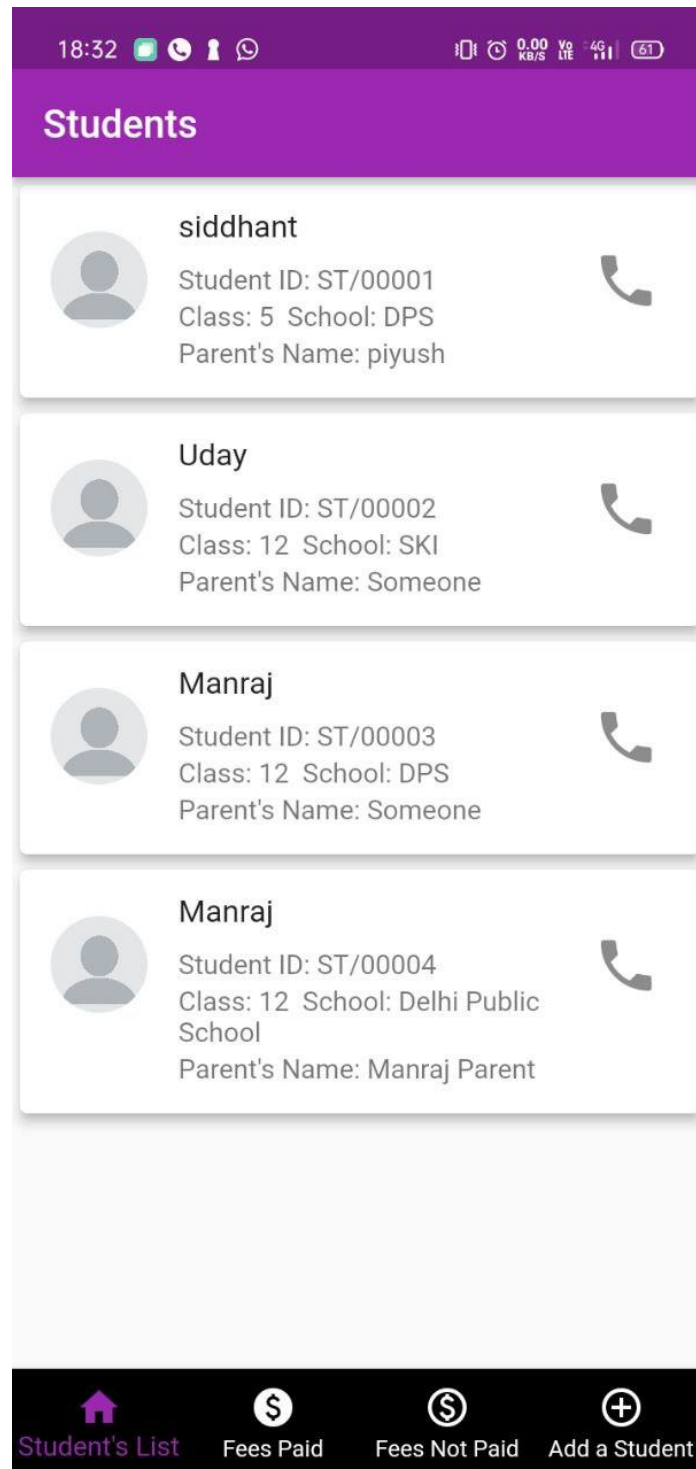 18:32 0.00 KB/S Vo LTE 4G 61
Students
siddhant
Student ID: ST/00001
Class: 5 School: DPS
Parent's Name: piyush
Uday
Student ID: ST/00002
Class: 12 School: SKI
Parent's Name: Someone
Manraj
Student ID: ST/00003
Class: 12 School: DPS
Parent's Name: Someone
Manraj
Student ID: ST/00004
Class: 12 School: Delhi Public
School
Parent's Name: Manraj Parent
Student's List Fees Paid Fees Not Paid Add a Student